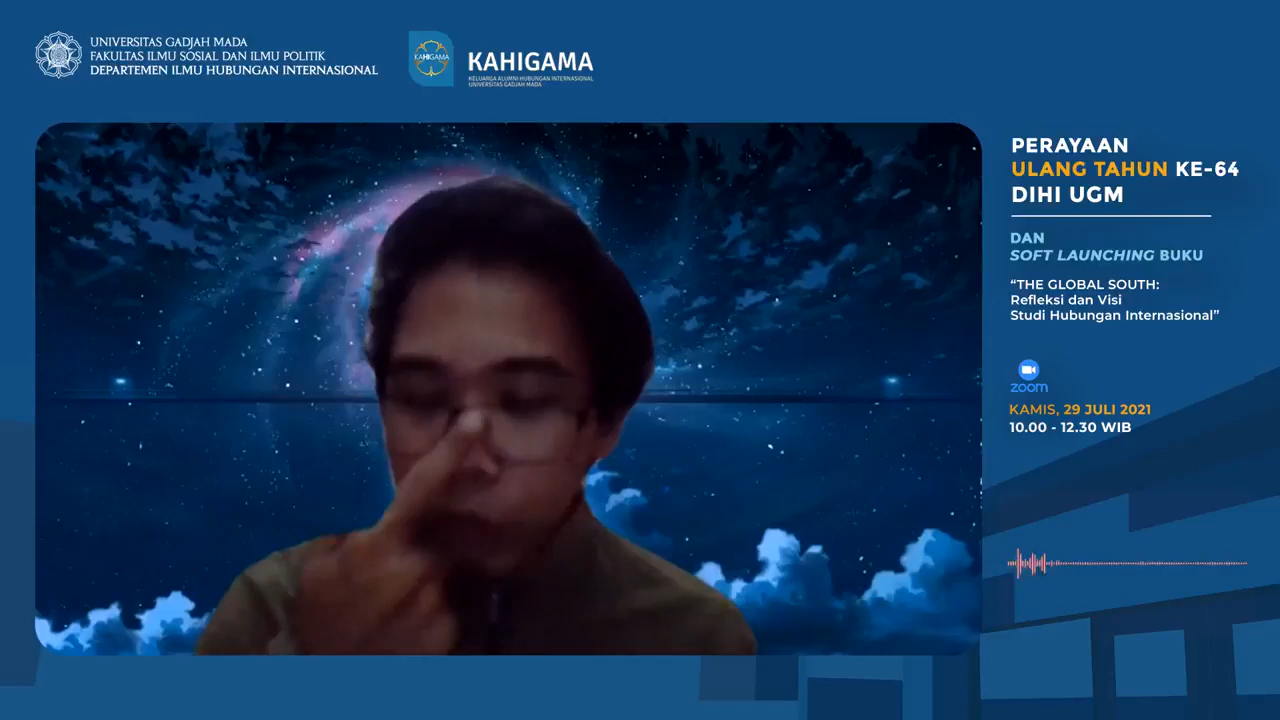 UNIVERSITAS GADJAH MADA
FAKULTAS ILMU SOSIAL DAN ILMU POLITIK
DEPARTEMEN ILMU HUBUNGAN INTERNASIONAL
KAHIGAMA
KAHIGAMA
KELUARGA ALUMNI HUBUNGAN INTERNASIONAL
UNIVERSITAS GADJAH MADA
PERAYAAN
ULANG TAHUN KE-64
DIHI UGM
DAN
SOFT LAUNCHING BUKU
“THE GLOBAL SOUTH:
Refleksi dan Visi
Studi Hubungan Internasional”
zoom
KAMIS, 29 JULI 2021
10.00 - 12.30 WIB